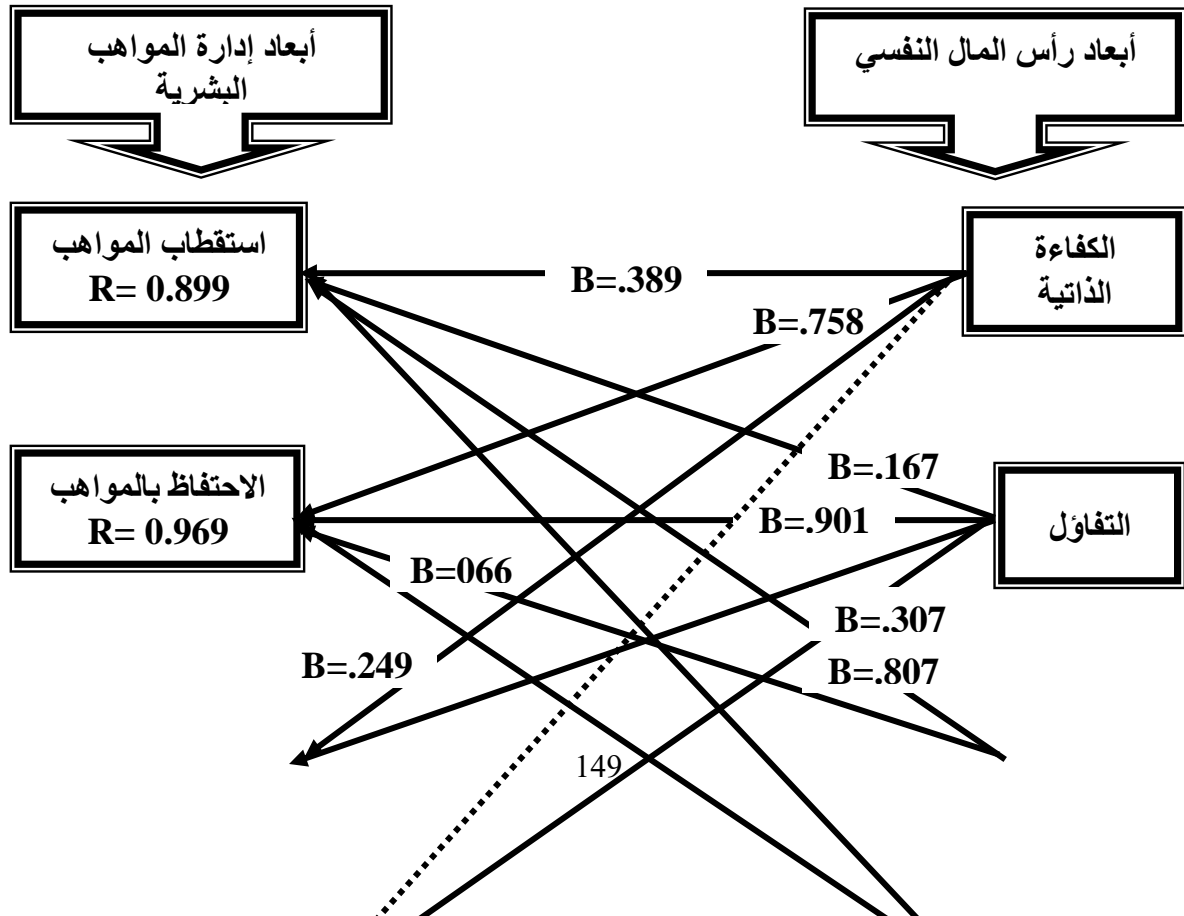 أبعاد رأس المال النفسي
أبعاد إدارة المواهب
البشرية
الكفاءة
الذاتية
B=.389
استقطاب المواهب
R= 0.899
B=.758
B=.167
التفاؤل
B=.901
الاحتفاظ بالمواهب
R= 0.969
B=066
B=.307
B=.249
B=.807
149